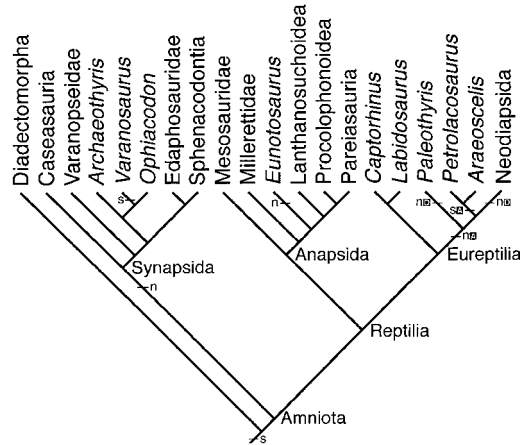 Diadectomorpha
Caseasauria
Varanopseidae
Archaeothyris
Varanosaurus
Ophiacodon
Edaphosauridae
Sphenacodontia
Mesosauridae
Millerettidae
Eunotosaurus
Lanthanosuchoidea
Procolophonoidea
Pareiasauria
Captorhinus
Labidosaurus
Paleothyris
Petrolacosaurus
Araeoscelis
Neodiapsida
s
n
n
s
n
n
Synapsida
Anapsida
Eureptilia
n
Reptilia
Amniota
s